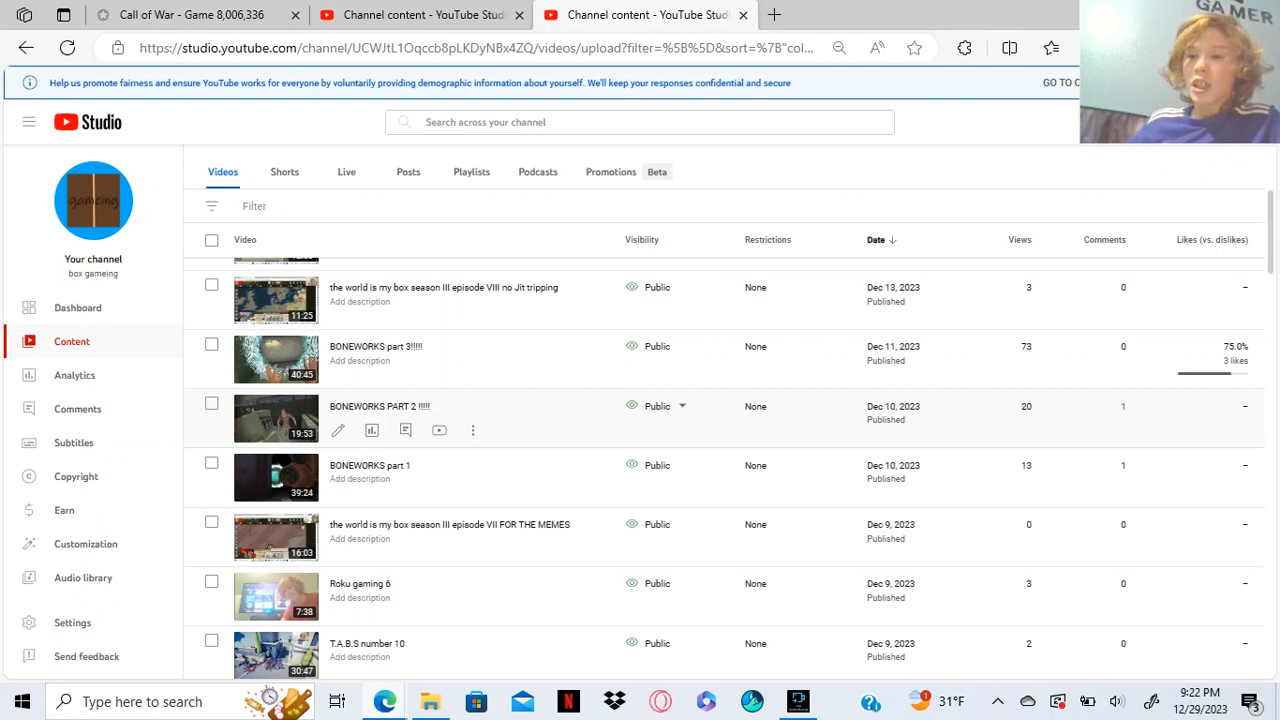 Channel content - YouTube Studi
Channel content - YouTube Studi
https://studio.youtube.com/channel/UCWJtL1Oqccb8pLKDyNBx4ZQ/videos/upload?filter=%5B%5D&sort=%7B"col...
GAMER
Help us promote fairness and ensure YouTube works for everyone by voluntarily providing demographic information about yourself. We'll keep your responses confidential and secure
GO TO
Studio
Search across your channel
gameing
Your channel
box gameing
Dashboard
Content
Analytics
Comments
Subtitles
Copyright
Earn
Customization
Audio library
Settings
Send feedback
Videos Shorts Live Posts Playlists Podcasts Promotions Beta
Filter
Video Visibility Restrictions Date Views Comments Likes (vs. dislikes)
the world is my box season III episode VIII no Jit tripping Public None Dec 13, 2023 3 0 –
Add description Published
11:25
BONEWORKS part 3!!!!! Public None Dec 11, 2023 73 0 75.0%
Add description Published 3 likes
40:45
BONEWORKS PART 2 !!!!! Public None Dec 10, 2023 20 1 –
Published
19:53
BONEWORKS part 1 Public None Dec 10, 2023 13 1 –
Add description Published
39:24
the world is my box season III episode VII FOR THE MEMES Public None Dec 9, 2023 0 0 –
Add description Published
16:03
Roku gaming 6 Public None Dec 9, 2023 3 0 –
Add description Published
7:38
T.A.B.S number 10 Public None Dec 9, 2023 2 0 –
Add description Published
30:47
Type here to search
1
31°F
9:22 PM
12/29/2023
3